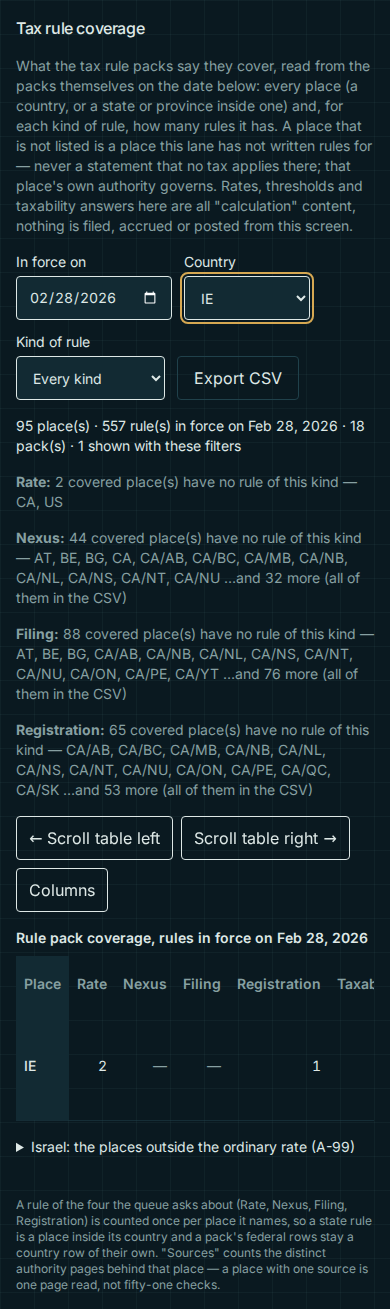 Tax rule coverage
What the tax rule packs say they cover, read from the
packs themselves on the date below: every place (a
country, or a state or province inside one) and, for
each kind of rule, how many rules it has. A place that
is not listed is a place this lane has not written rules for
— never a statement that no tax applies there; that
place's own authority governs. Rates, thresholds and
taxability answers here are all "calculation" content,
nothing is filed, accrued or posted from this screen.
In force on Country
02/28/2026 IE
Kind of rule
Every kind Export CSV
95 place(s) · 557 rule(s) in force on Feb 28, 2026 · 18
pack(s) · 1 shown with these filters
Rate: 2 covered place(s) have no rule of this kind —
CA, US
Nexus: 44 covered place(s) have no rule of this kind
— AT, BE, BG, CA, CA/AB, CA/BC, CA/MB, CA/NB,
CA/NL, CA/NS, CA/NT, CA/NU …and 32 more (all of
them in the CSV)
Filing: 88 covered place(s) have no rule of this kind —
AT, BE, BG, CA/AB, CA/NB, CA/NL, CA/NS, CA/NT,
CA/NU, CA/ON, CA/PE, CA/YT …and 76 more (all of
them in the CSV)
Registration: 65 covered place(s) have no rule of this
kind — CA/AB, CA/BC, CA/MB, CA/NB, CA/NL,
CA/NS, CA/NT, CA/NU, CA/ON, CA/PE, CA/QC,
CA/SK …and 53 more (all of them in the CSV)
← Scroll table left Scroll table right →
Columns
Rule pack coverage, rules in force on Feb 28, 2026
Place Rate Nexus Filing Registration Taxab
IE 2 — — 1
▶ Israel: the places outside the ordinary rate (A-99)
A rule of the four the queue asks about (Rate, Nexus, Filing,
Registration) is counted once per place it names, so a state rule
is a place inside its country and a pack's federal rows stay a
country row of their own. "Sources" counts the distinct
authority pages behind that place — a place with one source is
one page read, not fifty-one checks.